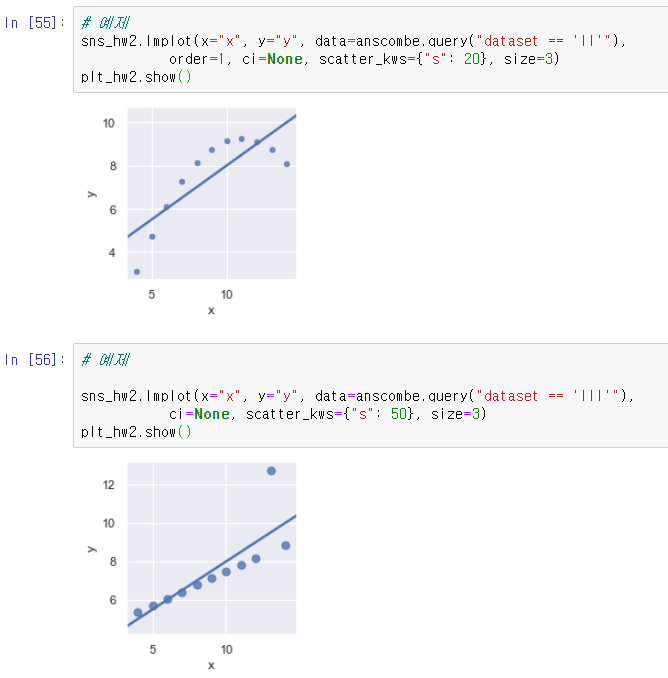 In [55]: # 예제
sns_hw2.lmplot(x="x", y="y", data=anscombe.query("dataset == 'II'"),
order=1, ci=None, scatter_kws={"s": 20}, size=3)
plt_hw2.show()
10
8
6
4
y
5 10
x
In [56]: # 예제
sns_hw2.lmplot(x="x", y="y", data=anscombe.query("dataset == 'III'"),
ci=None, scatter_kws={"s": 50}, size=3)
plt_hw2.show()
12
10
8
6
y
5 10
x